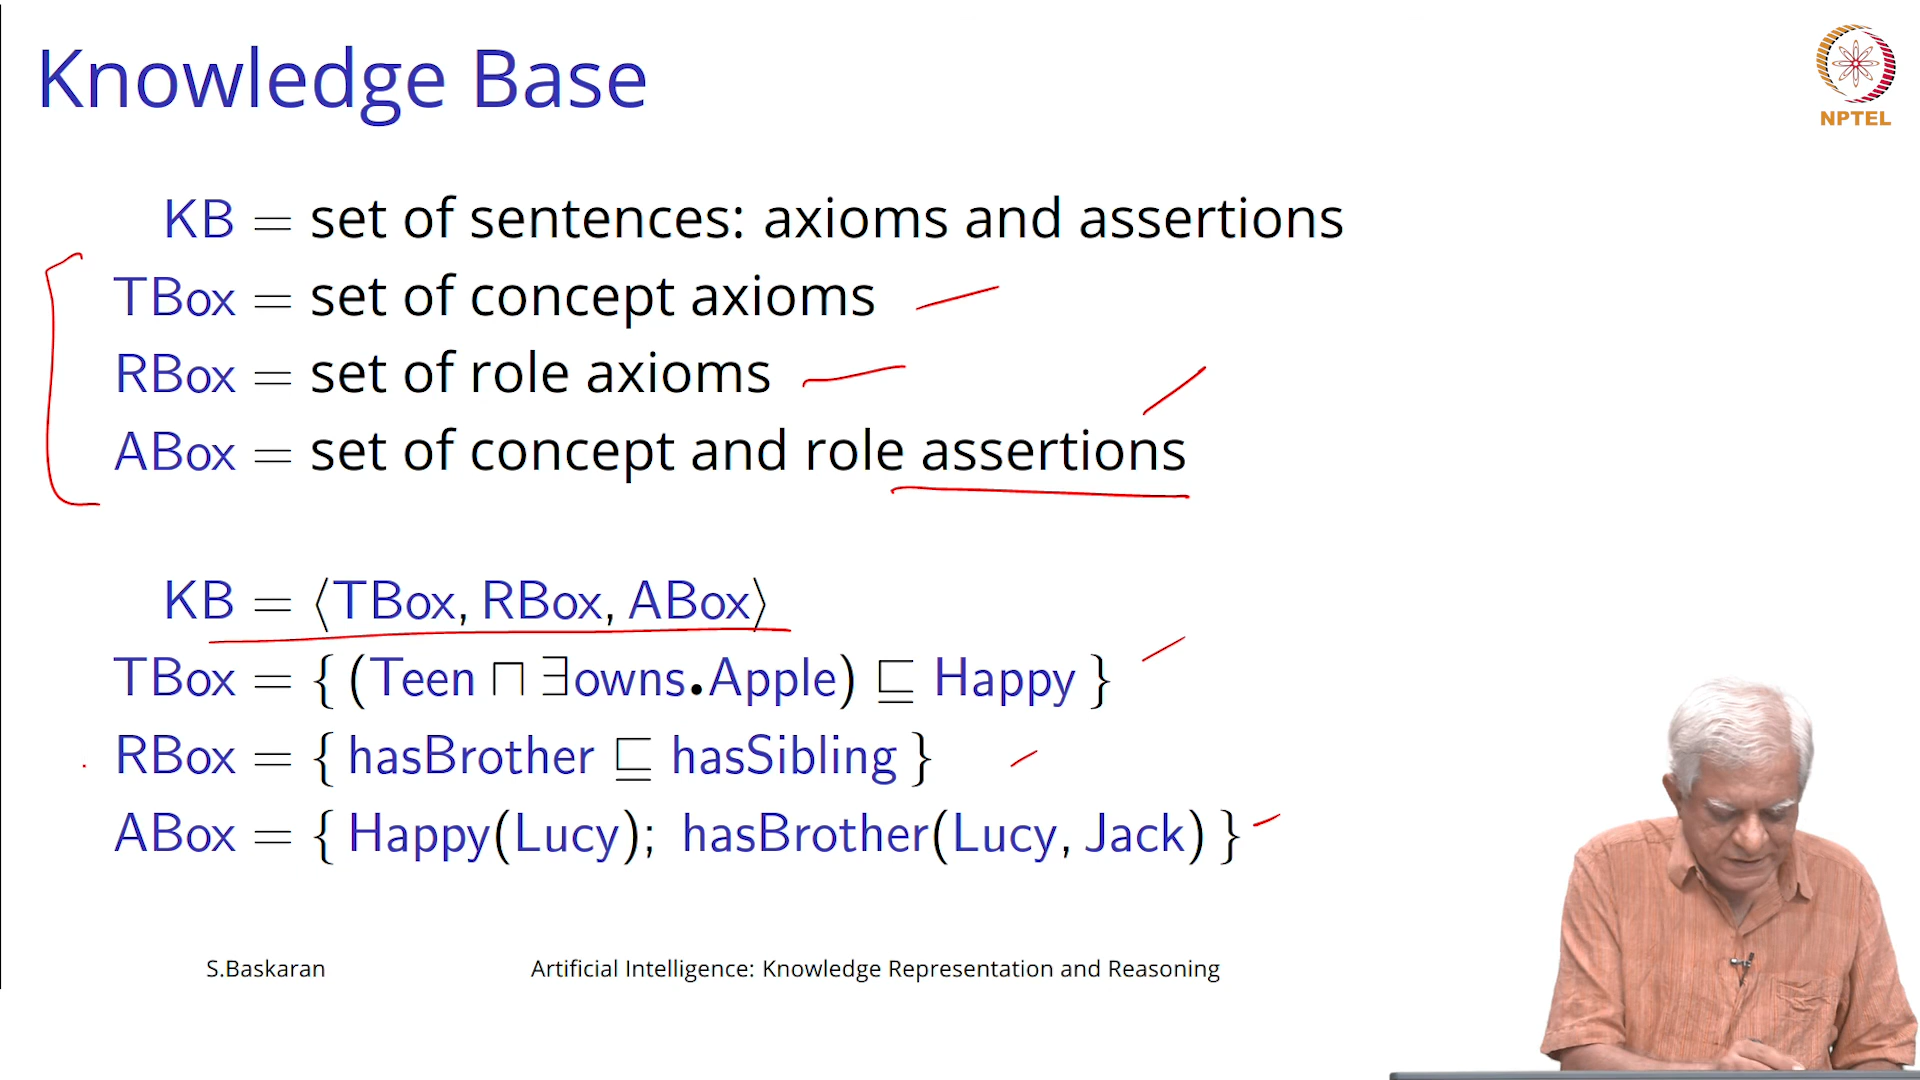 Knowledge Base
NPTEL
KB = set of sentences: axioms and assertions
TBox = set of concept axioms
RBox = set of role axioms
ABox = set of concept and role assertions
KB = ⟨TBox, RBox, ABox⟩
TBox = { (Teen ⊓ ∃owns.Apple) ⊑ Happy }
RBox = { hasBrother ⊑ hasSibling }
ABox = { Happy(Lucy); hasBrother(Lucy, Jack) }
S.Baskaran Artificial Intelligence: Knowledge Representation and Reasoning